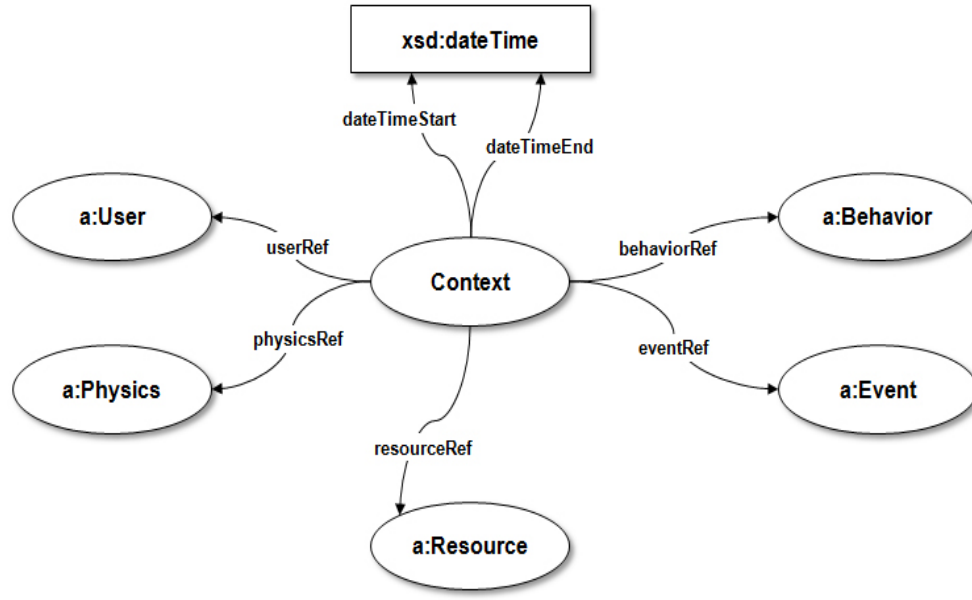 xsd:dateTime
dateTimeStart
dateTimeEnd
a:User
a:Behavior
userRef
behaviorRef
Context
physicsRef
eventRef
a:Physics
a:Event
resourceRef
a:Resource